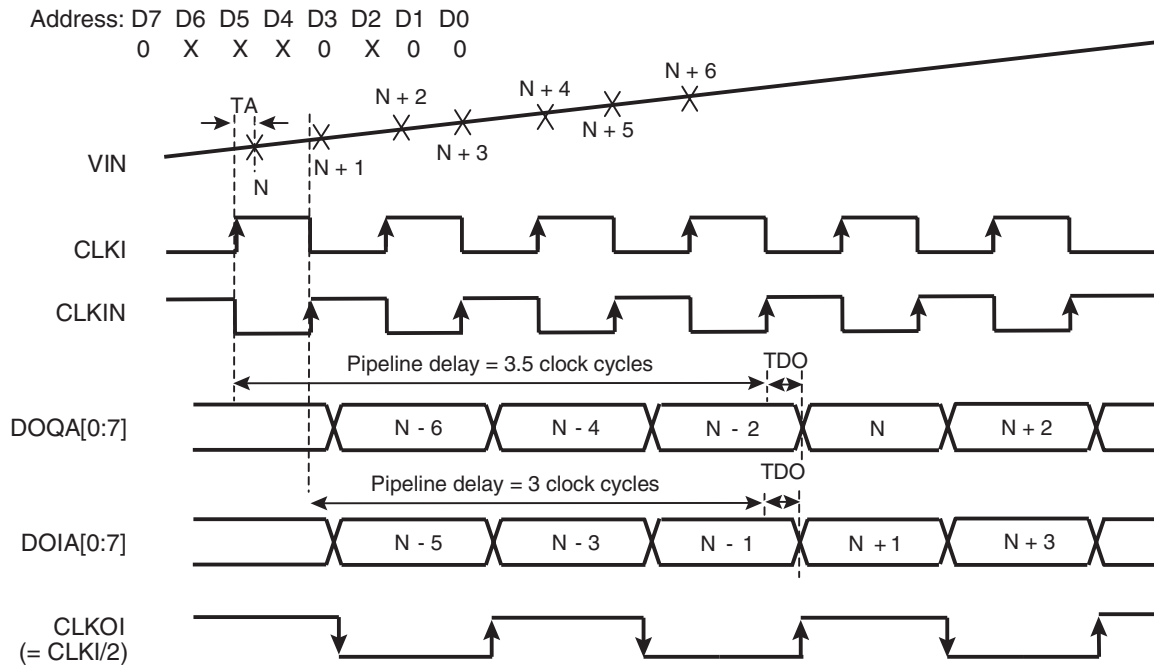 Address: D7 D6 D5 D4 D3 D2 D1 D0
0 X X X 0 X 0 0
N + 6
N + 4
N + 2
TA
N + 5
N + 3
N + 1
VIN
N
CLKI
CLKIN
Pipeline delay = 3.5 clock cycles
TDO
DOQA[0:7]
N - 6
N - 4
N - 2
N
N + 2
TDO
Pipeline delay = 3 clock cycles
DOIA[0:7]
N - 5
N - 3
N - 1
N + 1
N + 3
CLKOI
(= CLKI/2)